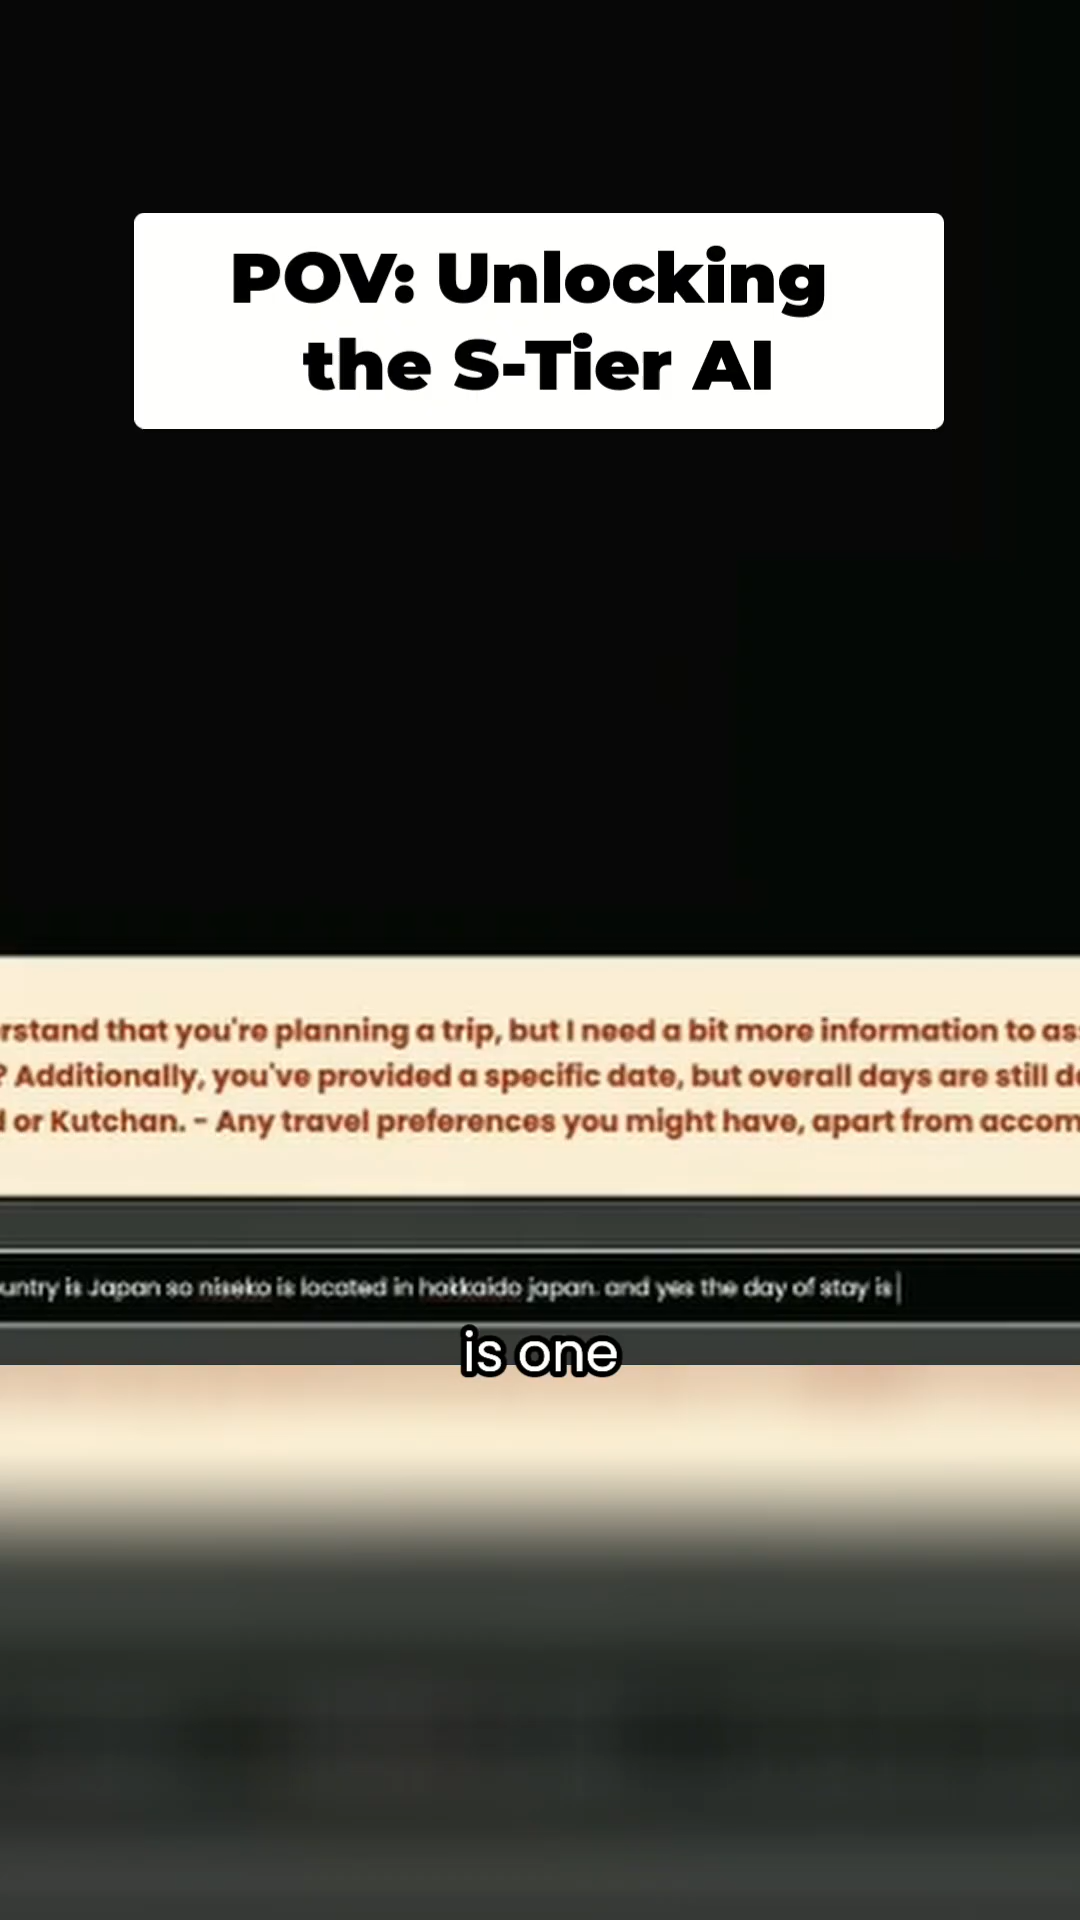 POV: Unlocking
the S-Tier AI
rstand that you're planning a trip, but I need a bit more information to as
? Additionally, you've provided a specific date, but overall days are still d
or Kutchan. - Any travel preferences you might have, apart from accom
untry is Japan so niseko is located in hokkaido japan. and yes the day of stay is
is one